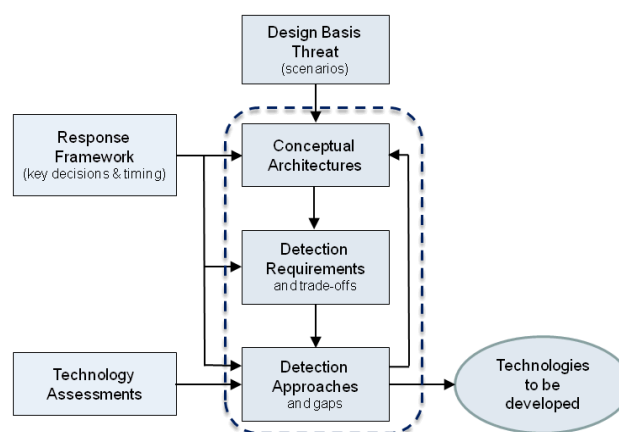 Design Basis
Threat
(scenarios)
Response
Framework
(key decisions & timing)
Conceptual
Architectures
Detection
Requirements
and trade-offs
Technology
Assessments
Detection
Approaches
and gaps
Technologies
to be
developed